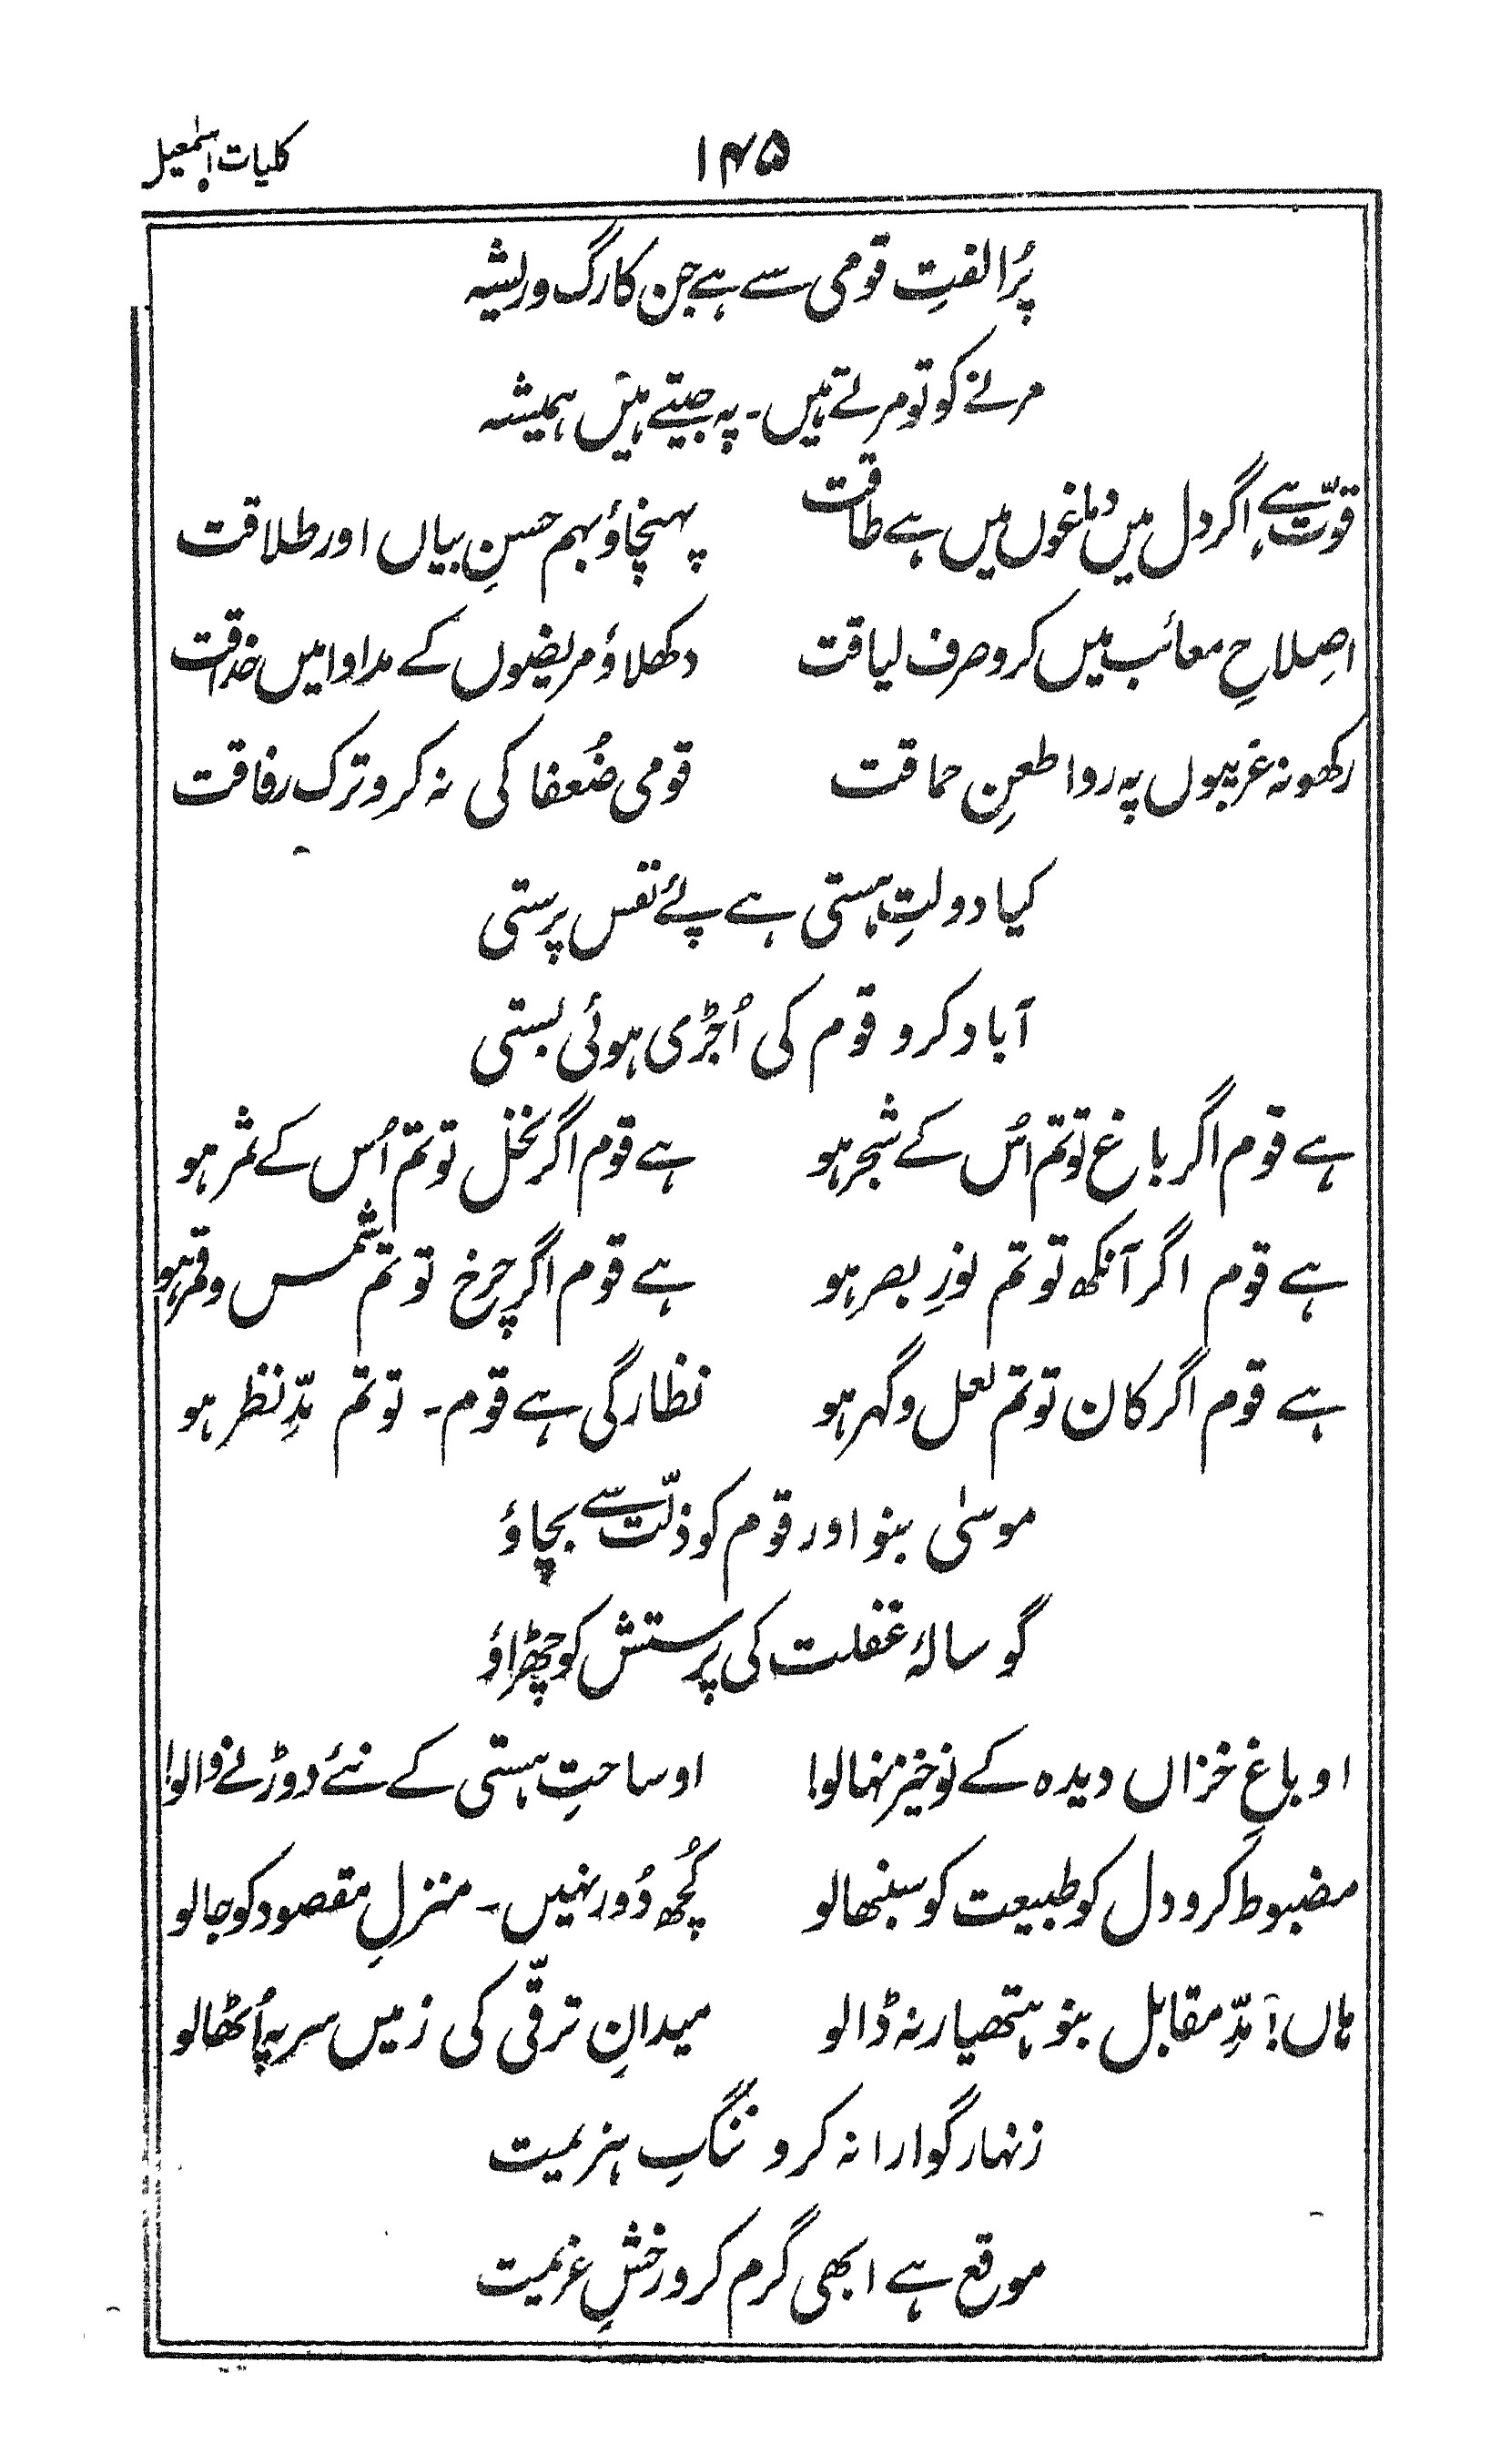 کلیات اسمٰعیل ۱۴۵
پُر الفتِ قومی سے ہے جن کا رگ و ریشہ
مرنے کو تو مرتے ہیں۔ پہ جیتے ہیں ہمیشہ
قوّت ہے اگر دل میں دماغوں میں ہے طاقت پہنچاؤ بہم حسنِ بیاں اور طلاقت
اصِلاحِ معائب میں کرو صرف لیاقت دکھلاؤ مریضوں کے مداوا میں حذاقت
رکھو نہ غریبوں پہ روا طعنِ حماقت قومی ضُعفا کی نہ کرو ترک رفاقت
کیا دولتِ ہستی ہے پئے نفس پرستی
آباد کرو قوم کی اُجڑی ہوئی بستی
ہے قوم اگر باغ تو تم اُس کے شجر ہو ہے قوم اگر نخل تو تم اُس کے ثمر ہو
ہے قوم اگر آنکھ تو تم نورِ بصر ہو ہے قوم اگر چرخ تو تم شمس و قمر ہو
ہے قوم اگر کان تو تم لعل و گہر ہو نظارگی ہے قوم۔ تو تم مدِّ نظر ہو
موسٰی بنو اور قوم کو ذلّت سے بچاؤ
گوسالۂ غفلت کی پرستش کو چھڑاؤ
او باغِ خزاں دیدہ کے نوخیز نہالو! او ساحتِ ہستی کے نئے دوڑنے والو!
مضبوط کرو دل کو طبیعت کو سنبھالو کُچھ دُور نہیں۔ منزلِ مقصود کو جالو
ہاں! مدِّ مقابل بنو ہتھیار نہ ڈالو میدانِ ترقّی کی زمیں سر پہ اُٹھالو
زنہار گوارا نہ کرو ننگِ ہزیمیت
موقع ہے ابھی گرم کرو رخشِ عزیمیت